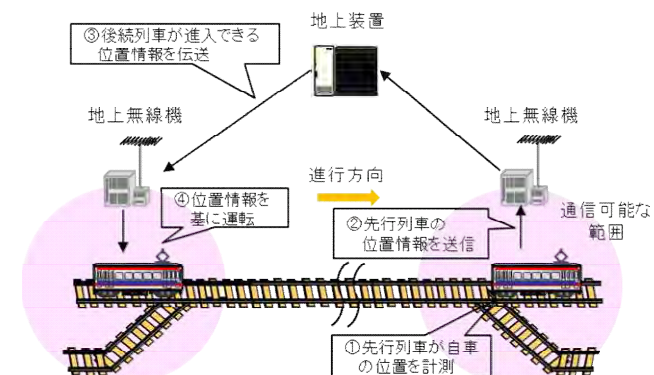 地上装置
③後続列車が進入できる
位置情報を伝送
地上無線機
地上無線機
進行方向
④位置情報を
基に運転
②先行列車の
位置情報を送信
通信可能な
範囲
①先行列車が自車
の位置を計測